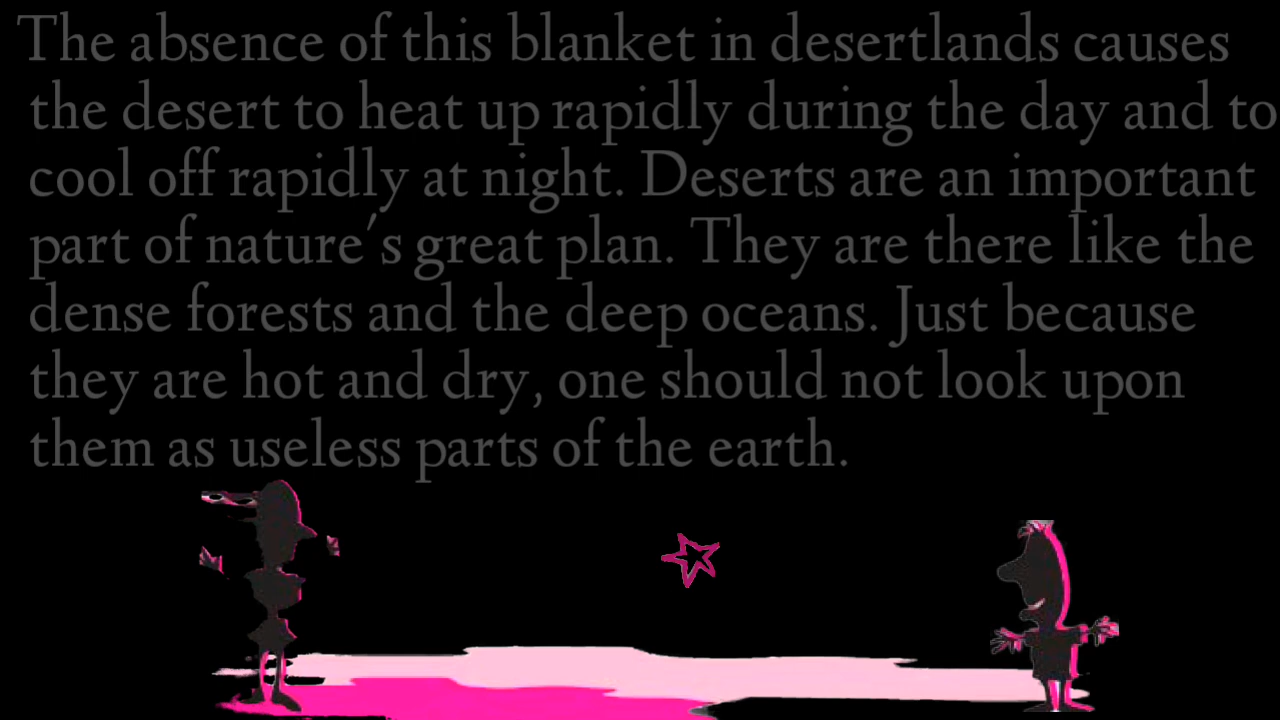 The absence of this blanket in desertlands causes
the desert to heat up rapidly during the day and to
cool off rapidly at night. Deserts are an important
part of nature's great plan. They are there like the
dense forests and the deep oceans. Just because
they are hot and dry, one should not look upon
them as useless parts of the earth.